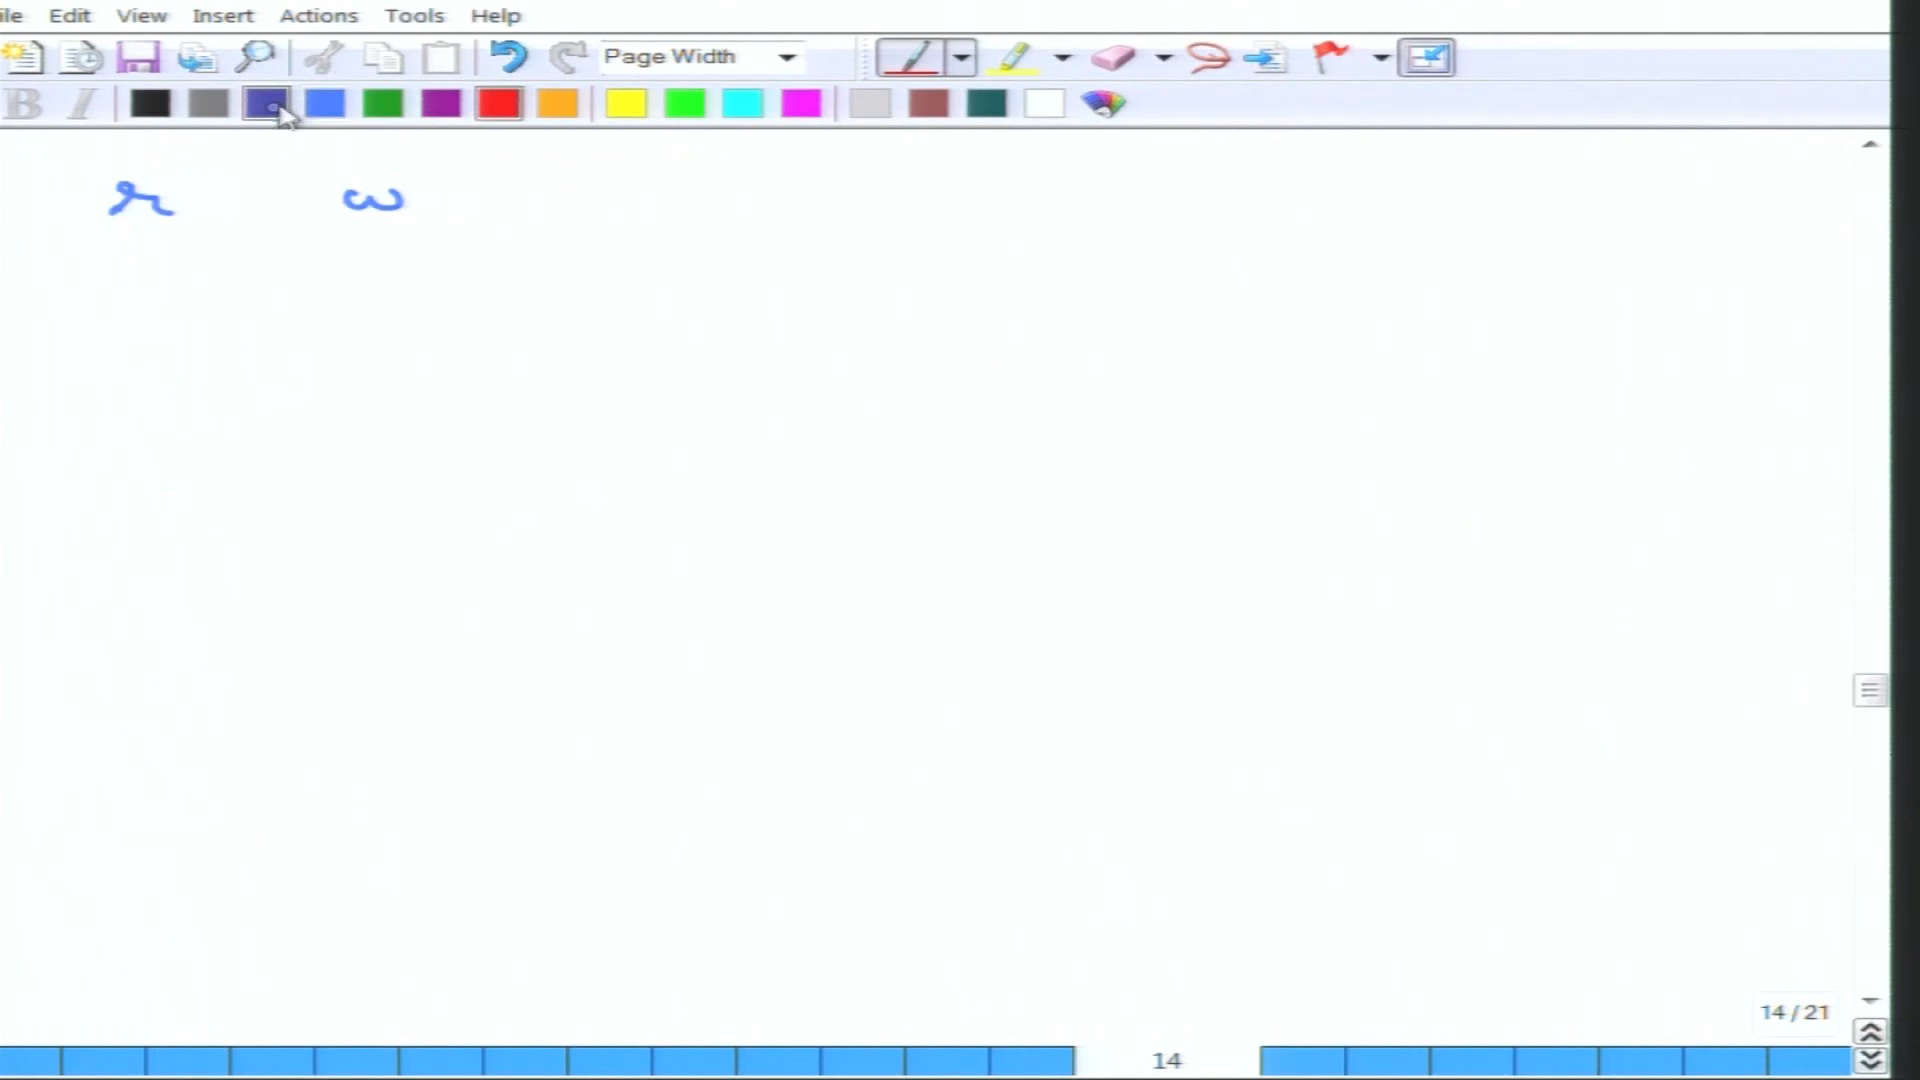 ile Edit View Insert Actions Tools Help
Page Width
B I
r ω
14 / 21
14